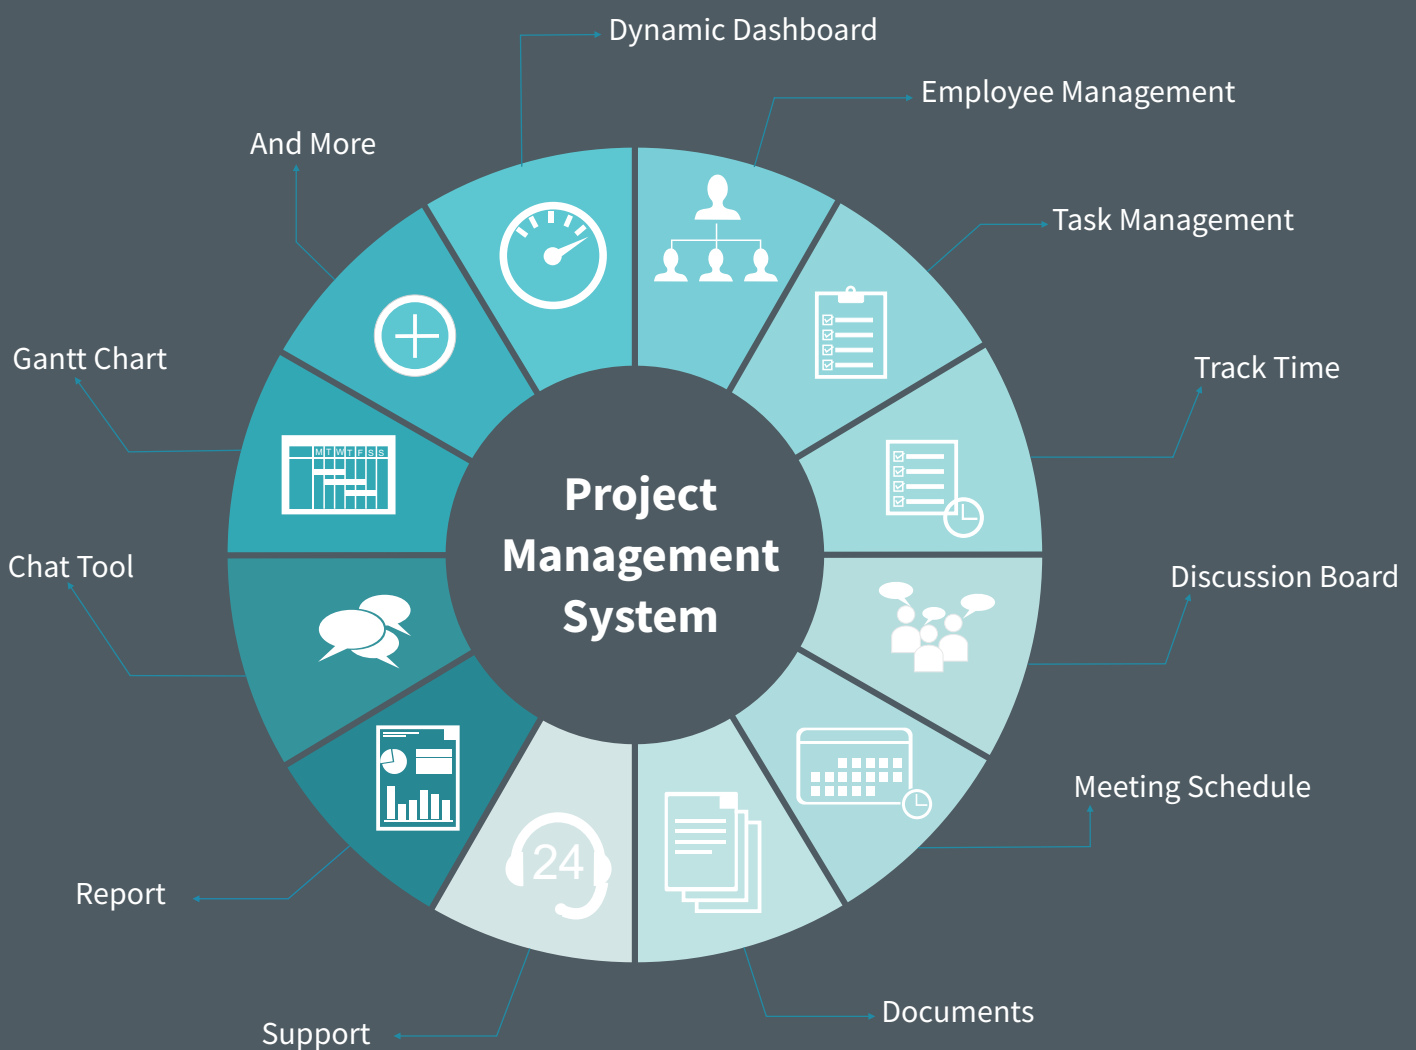 Dynamic Dashboard
Employee Management
And More
Task Management
Gantt Chart
Track Time
M T W T F S S
Project
Management
System
Chat Tool
Discussion Board
Meeting Schedule
24
Report
Documents
Support